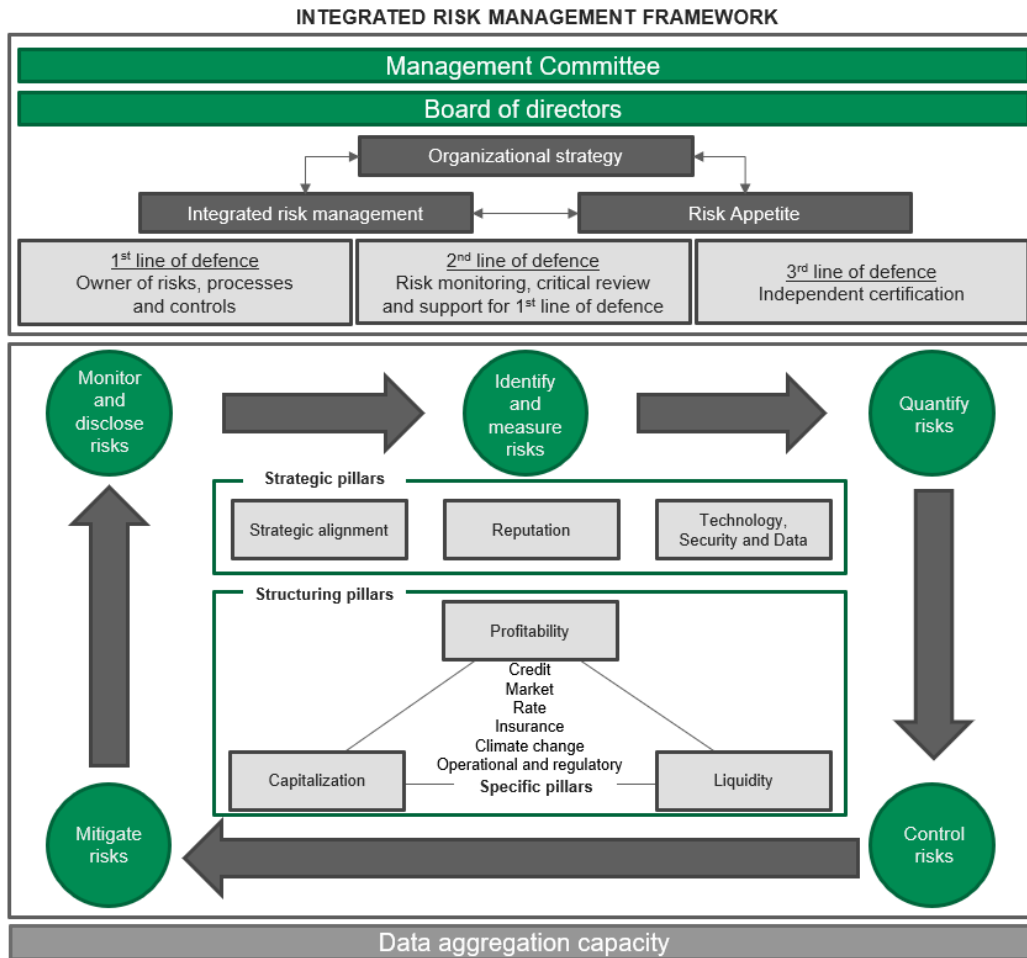 INTEGRATED RISK MANAGEMENT FRAMEWORK
Management Committee
Board of directors
Organizational strategy
Integrated risk management
Risk Appetite
1st line of defence
Owner of risks, processes
and controls
2nd line of defence
Risk monitoring, critical review
and support for 1st line of defence
3rd line of defence
Independent certification
Monitor
and
disclose
risks
Identify
and
measure
risks
Quantify
risks
Strategic pillars
Strategic alignment
Reputation
Technology,
Security and Data
Structuring pillars
Profitability
Credit
Market
Rate
Insurance
Climate change
Operational and regulatory
Specific pillars
Capitalization
Liquidity
Mitigate
risks
Control
risks
Data aggregation capacity